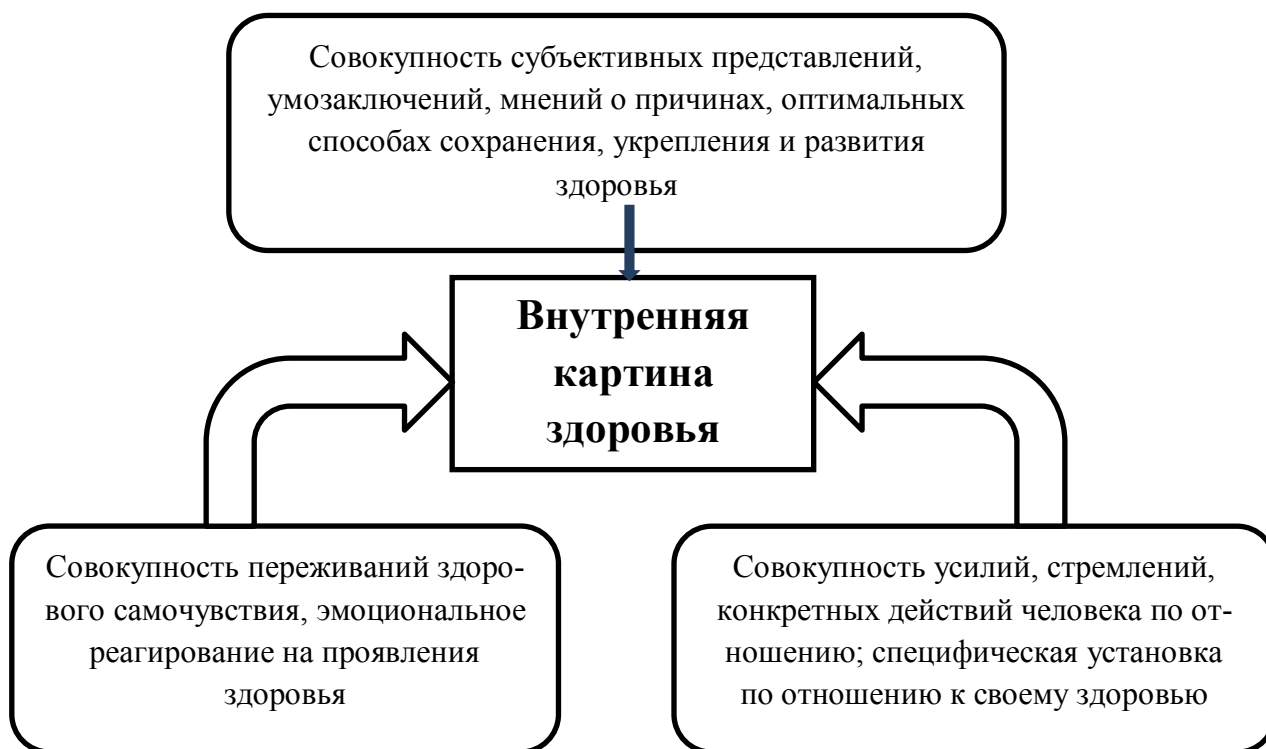 Совокупность субъективных представлений,
умозаключений, мнений о причинах, оптимальных
способах сохранения, укрепления и развития
здоровья
Внутренняя
картина
здоровья
Совокупность переживаний здоро-
вого самочувствия, эмоциональное
реагирование на проявления
здоровья
Совокупность усилий, стремлений,
конкретных действий человека по от-
ношению; специфическая установка
по отношению к своему здоровью